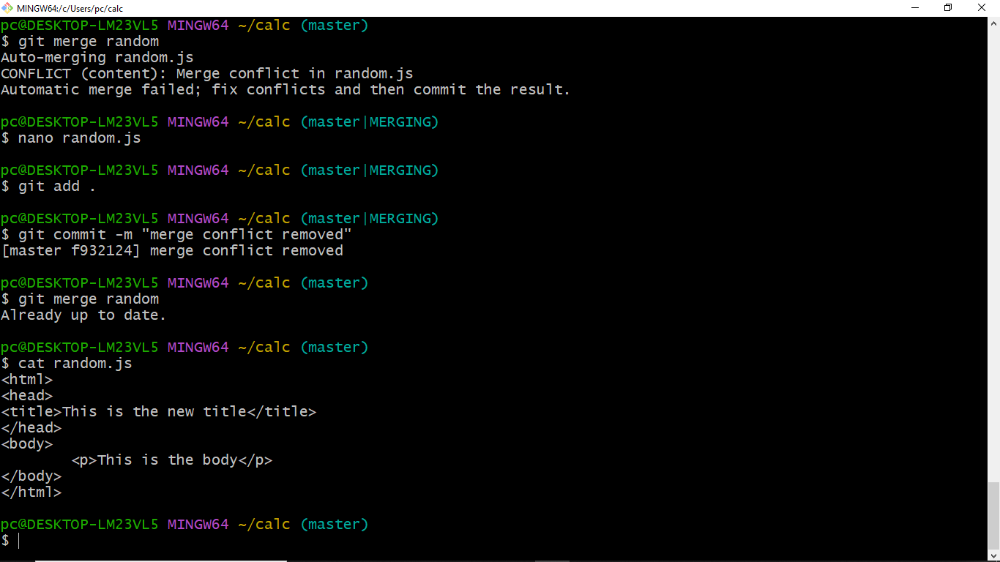 MINGW64:/c/Users/pc/calc
pc@DESKTOP-LM23VL5 MINGW64 ~/calc (master)
$ git merge random
Auto-merging random.js
CONFLICT (content): Merge conflict in random.js
Automatic merge failed; fix conflicts and then commit the result.
pc@DESKTOP-LM23VL5 MINGW64 ~/calc (master|MERGING)
$ nano random.js
pc@DESKTOP-LM23VL5 MINGW64 ~/calc (master|MERGING)
$ git add .
pc@DESKTOP-LM23VL5 MINGW64 ~/calc (master|MERGING)
$ git commit -m "merge conflict removed"
[master f932124] merge conflict removed
pc@DESKTOP-LM23VL5 MINGW64 ~/calc (master)
$ git merge random
Already up to date.
pc@DESKTOP-LM23VL5 MINGW64 ~/calc (master)
$ cat random.js
<html>
<head>
<title>This is the new title</title>
</head>
<body>
        <p>This is the body</p>
</body>
</html>
pc@DESKTOP-LM23VL5 MINGW64 ~/calc (master)
$